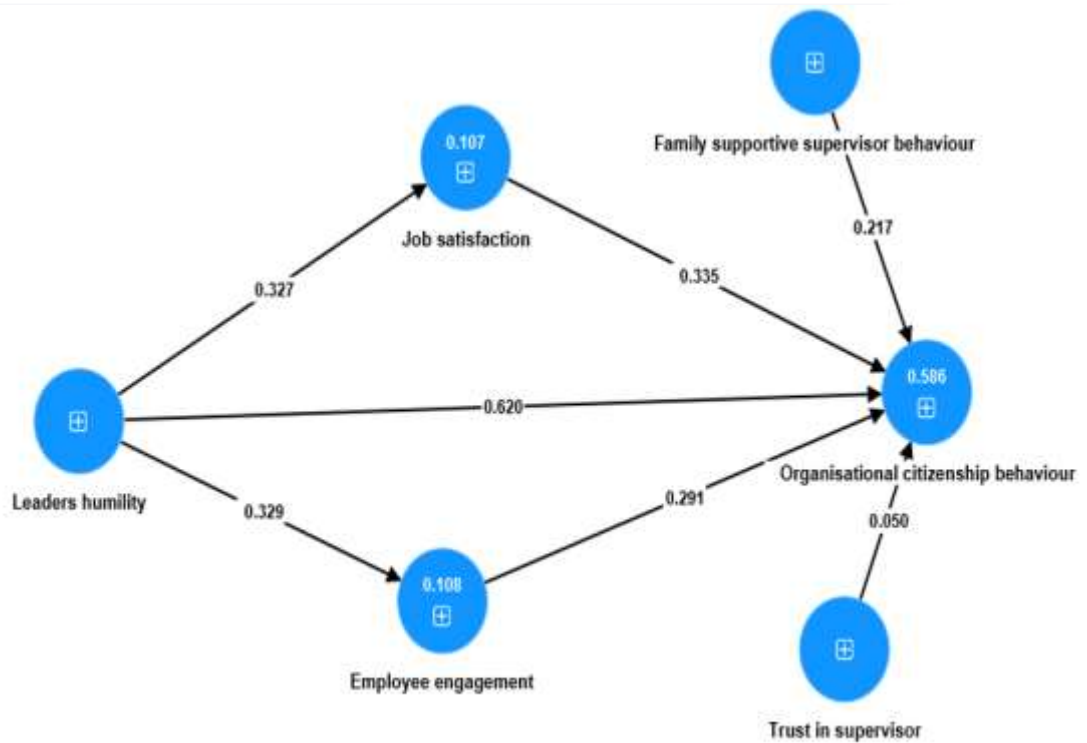 Family supportive supervisor behaviour
0.107
Job satisfaction
0.217
0.335
0.327
0.586
0.620
Organisational citizenship behaviour
Leaders humility
0.329
0.291
0.050
0.108
Employee engagement
Trust in supervisor